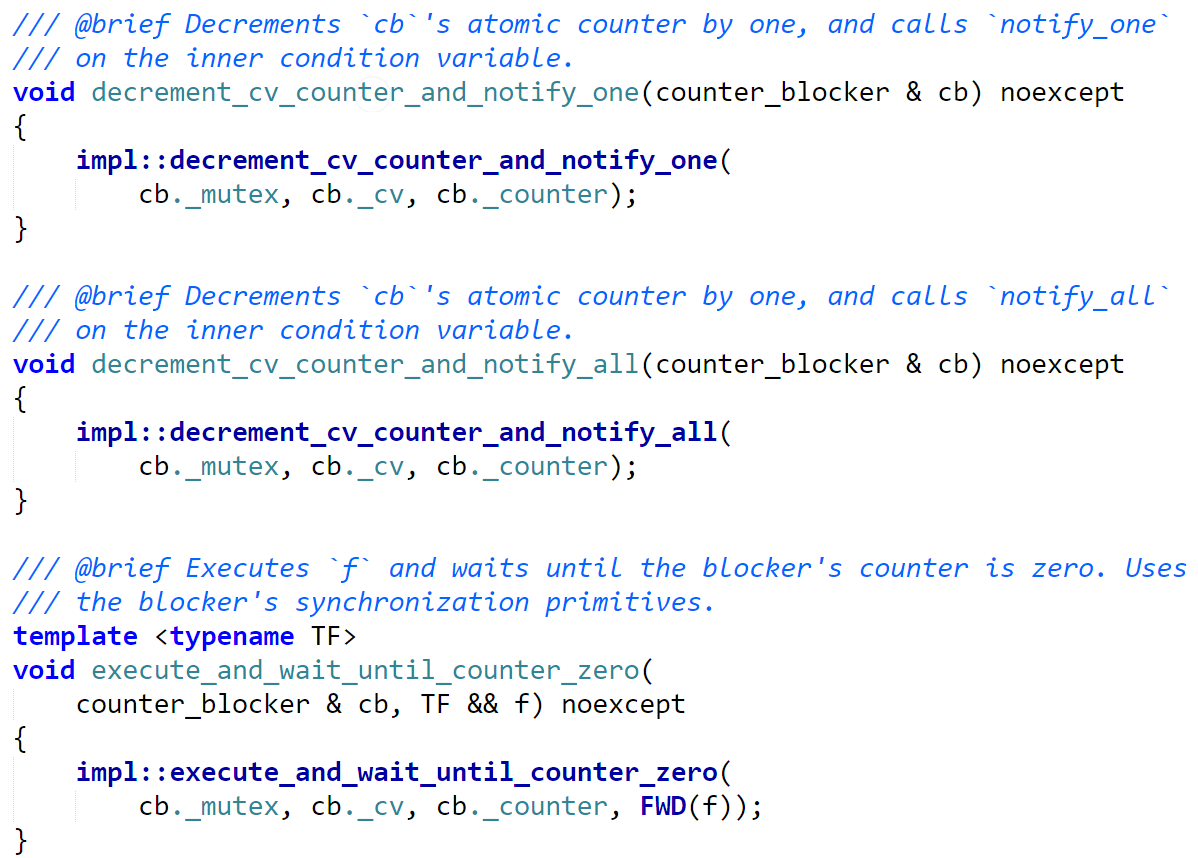 /// @brief Decrements `cb`'s atomic counter by one, and calls `notify_one`
/// on the inner condition variable.
void decrement_cv_counter_and_notify_one(counter_blocker & cb) noexcept
{
    impl::decrement_cv_counter_and_notify_one(
        cb._mutex, cb._cv, cb._counter);
}

/// @brief Decrements `cb`'s atomic counter by one, and calls `notify_all`
/// on the inner condition variable.
void decrement_cv_counter_and_notify_all(counter_blocker & cb) noexcept
{
    impl::decrement_cv_counter_and_notify_all(
        cb._mutex, cb._cv, cb._counter);
}

/// @brief Executes `f` and waits until the blocker's counter is zero. Uses
/// the blocker's synchronization primitives.
template <typename TF>
void execute_and_wait_until_counter_zero(
    counter_blocker & cb, TF && f) noexcept
{
    impl::execute_and_wait_until_counter_zero(
        cb._mutex, cb._cv, cb._counter, FWD(f));
}